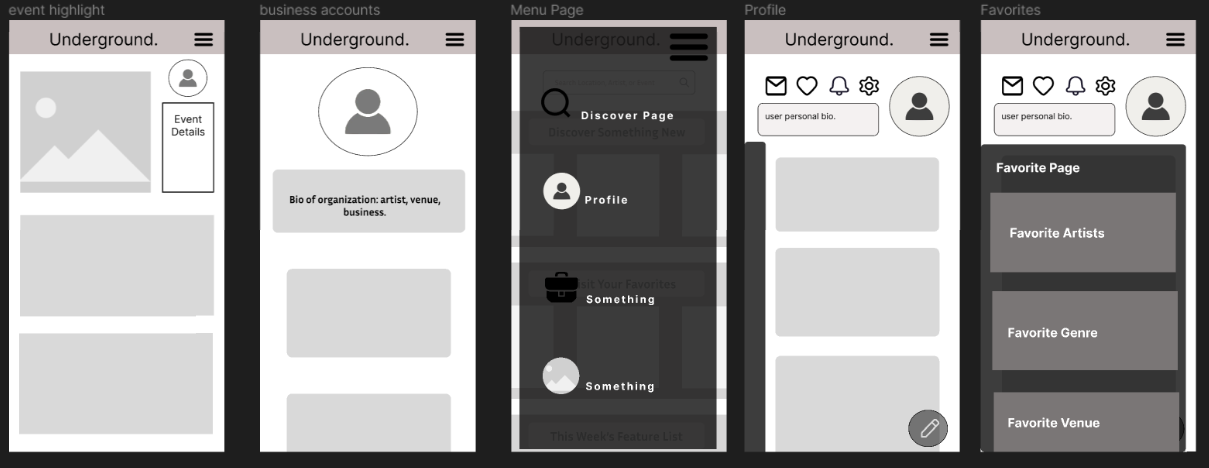 event highlight
Underground.
Event
Details
business accounts
Underground.
Bio of organization: artist, venue,
business.
Menu Page
Underground.
Discover Page
Discover Something New
Profile
Visit Your Favorites
Something
Something
This Week's Feature List
Profile
Underground.
user personal bio.
Favorites
Underground.
user personal bio.
Favorite Page
Favorite Artists
Favorite Genre
Favorite Venue